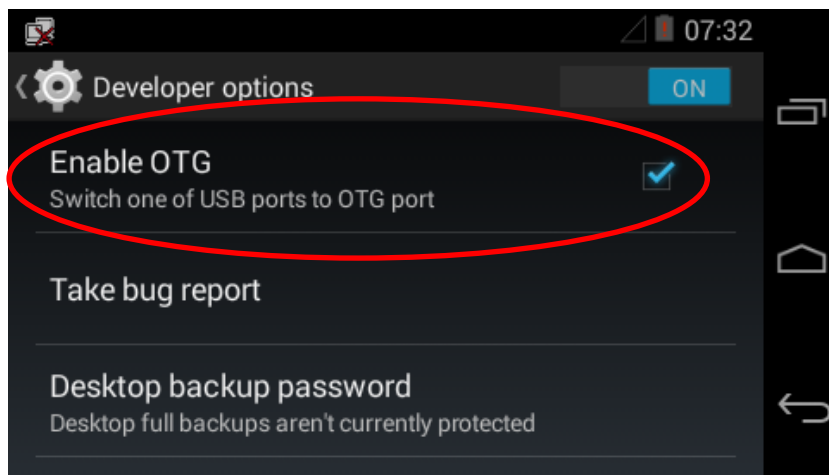 07:32
Developer options
ON
Enable OTG
Switch one of USB ports to OTG port
Take bug report
Desktop backup password
Desktop full backups aren't currently protected